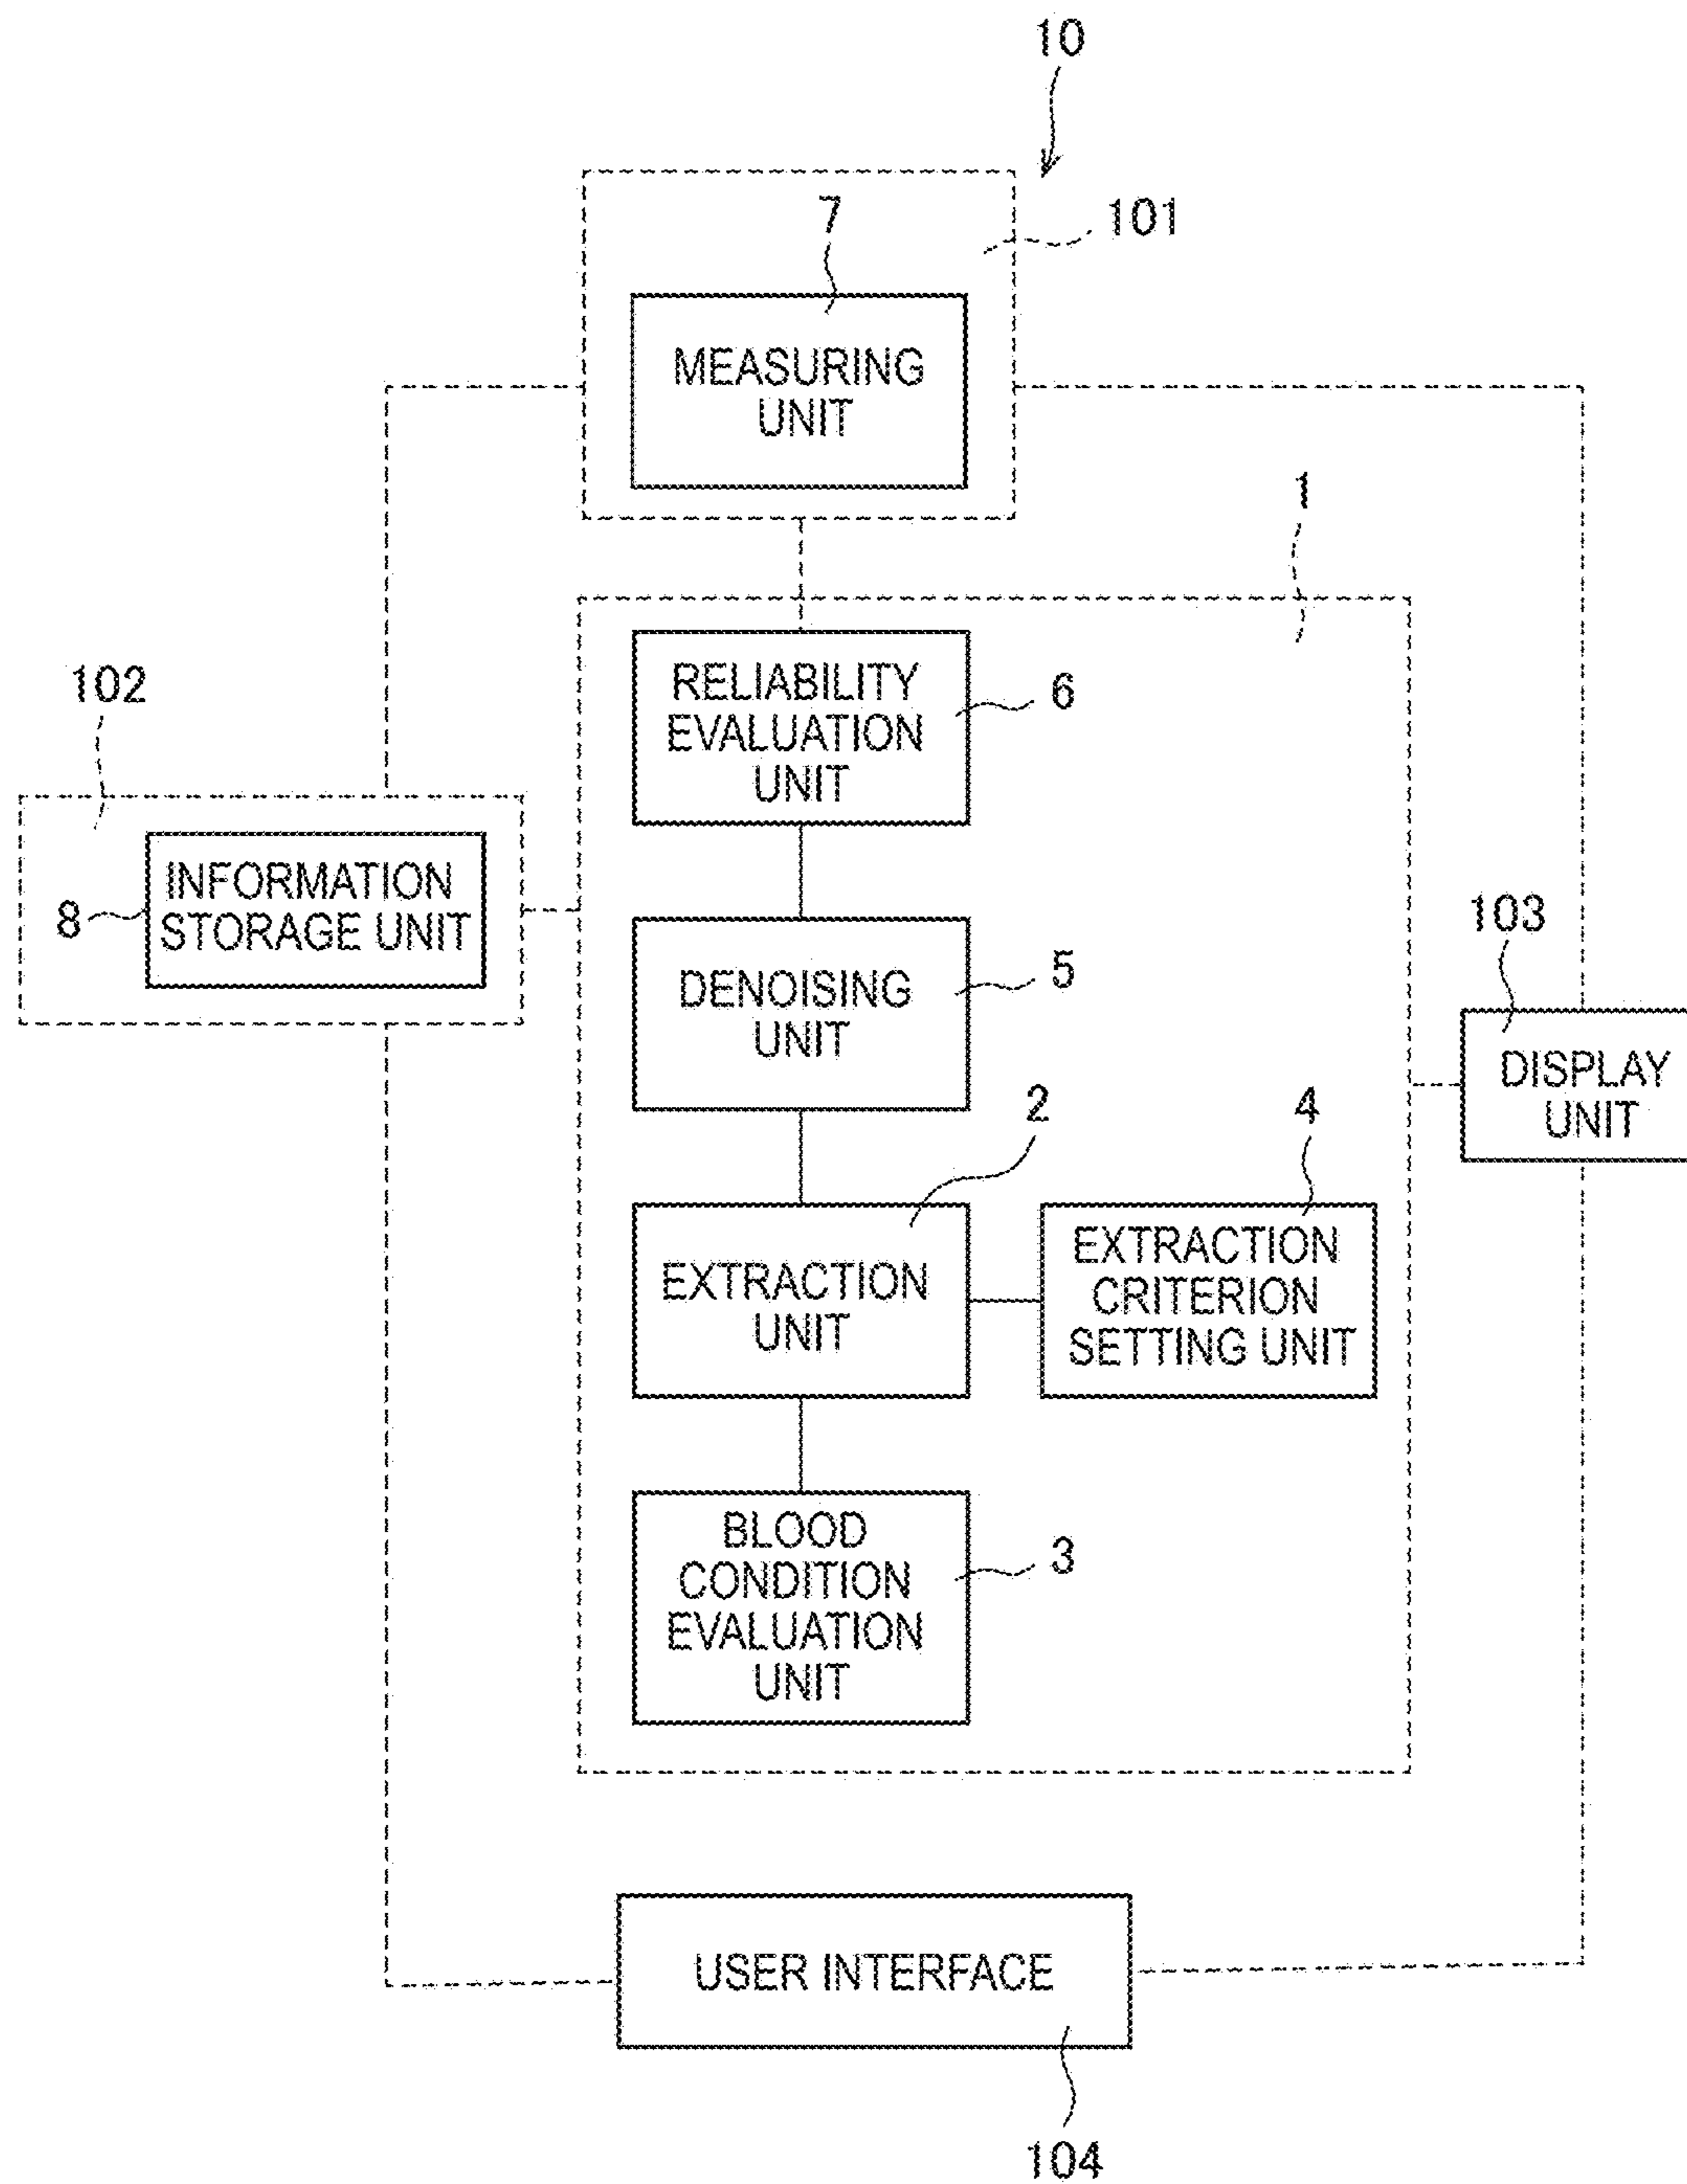 10
7
101
MEASURING
UNIT
1
102
RELIABILITY
EVALUATION
UNIT
6
8
INFORMATION
STORAGE UNIT
DENOISING
UNIT
5
103
DISPLAY
UNIT
2
4
EXTRACTION
UNIT
EXTRACTION
CRITERION
SETTING UNIT
BLOOD
CONDITION
EVALUATION
UNIT
3
USER INTERFACE
104